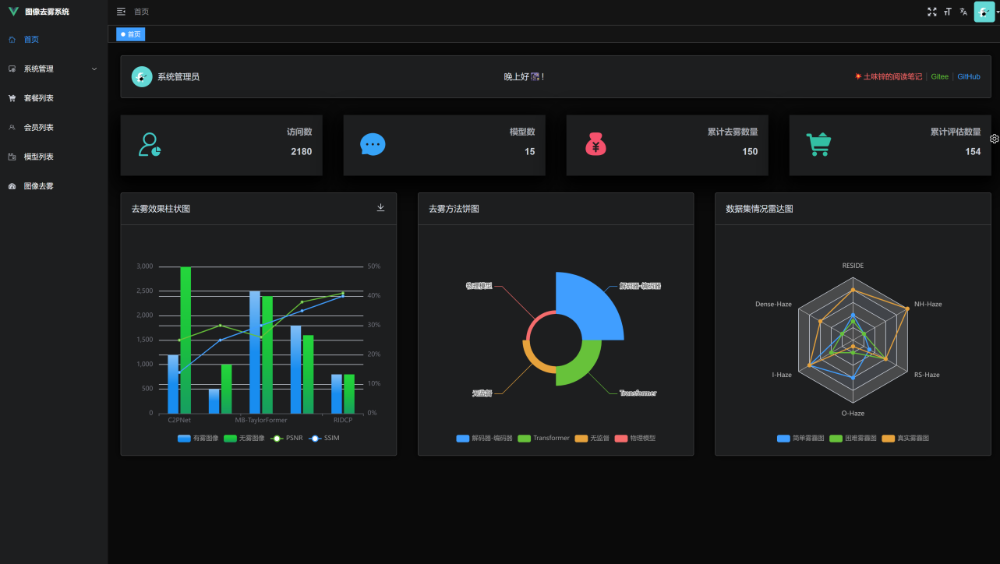 图像去雾系统
首页
系统管理
套餐列表
会员列表
模型列表
图像去雾
首页
首页
系统管理员
晚上好🌆！
💥土味锌的阅读笔记 | Gitee | GitHub
访问数
2180
模型数
15
累计去雾数量
150
¥
累计评估数量
154
去雾效果柱状图
3,000
2,500
2,000
1,500
1,000
500
0
50%
40%
30%
20%
10%
0%
C2PNet MB-TaylorFormer RIDCP
有雾图像 无雾图像 PSNR SSIM
去雾方法饼图
物理模型 解码器-编码器
无监督 Transformer
解码器-编码器 Transformer 无监督 物理模型
数据集情况雷达图
RESIDE
Dense-Haze NH-Haze
I-Haze RS-Haze
O-Haze
简单雾霾图 困难雾霾图 真实雾霾图